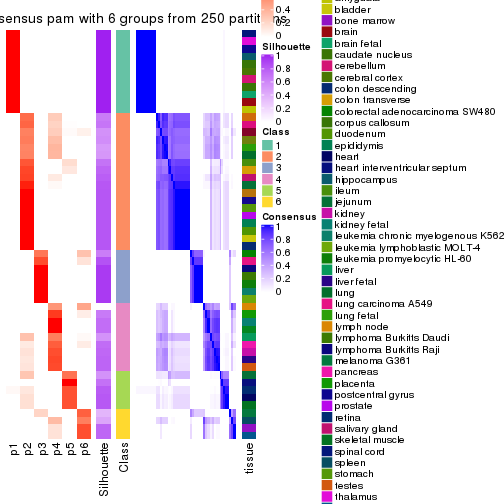 sensus pam with 6 groups from 250 partitions
0.4
0.2
0
Silhouette
1
0.8
0.6
0.4
0.2
0
Class
1
2
3
4
5
6
Consensus
1
0.8
0.6
0.4
0.2
0
p1
p2
p3
p4
p5
p6
Silhouette
Class
tissue
bladder
bone marrow
brain
brain fetal
caudate nucleus
cerebellum
cerebral cortex
colon descending
colon transverse
colorectal adenocarcinoma SW480
corpus callosum
duodenum
epididymis
heart
heart interventricular septum
hippocampus
ileum
jejunum
kidney
kidney fetal
leukemia chronic myelogenous K562
leukemia lymphoblastic MOLT-4
leukemia promyelocytic HL-60
liver
liver fetal
lung
lung carcinoma A549
lung fetal
lymph node
lymphoma Burkitts Daudi
lymphoma Burkitts Raji
melanoma G361
pancreas
placenta
postcentral gyrus
prostate
retina
salivary gland
skeletal muscle
spinal cord
spleen
stomach
testes
thalamus